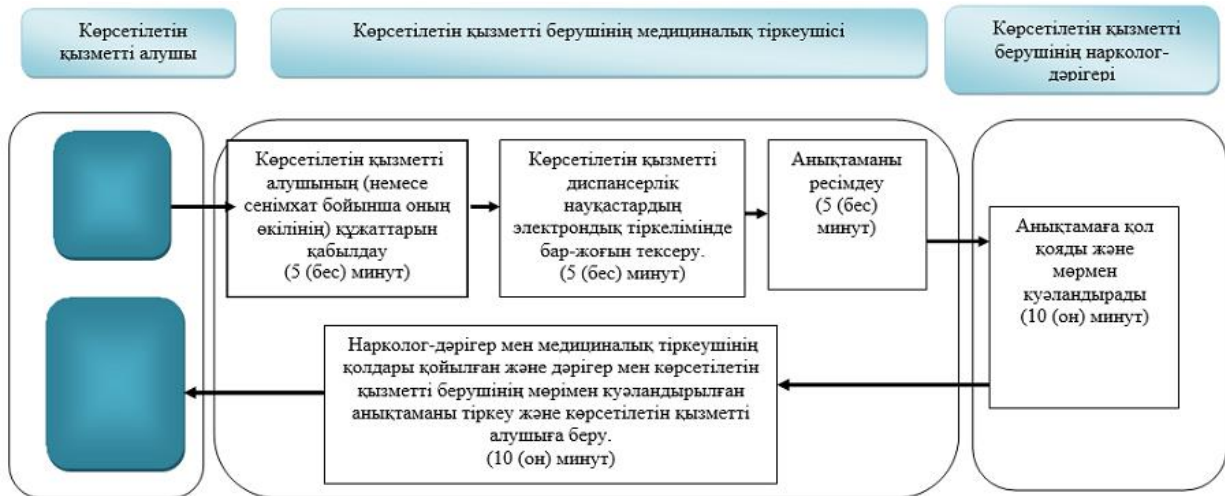 Көрсетілетін
қызметті алушы
Көрсетілетін қызметті берушінің медициналық тіркеушісі
Көрсетілетін қызметті
берушінің нарколог-
дәрігері
Көрсетілетін қызметті
алушының (немесе
сенімхат бойынша оның
өкілінің) құжаттарын
қабылдау
(5 (бес) минут)
Көрсетілетін қызметті
диспансерлік
науқастардың
электрондық тіркелімінде
бар-жоғын тексеру.
(5 (бес) минут)
Анықтаманы
ресімдеу
(5 (бес)
минут)
Анықтамаға қол
қояды және
мөрмен
куәландырады
(10 (он) минут)
Нарколог-дәрігер мен медициналық тіркеушінің
қолдары қойылған және дәрігер мен көрсетілетін
қызметті берушінің мөрімен куәландырылған
анықтаманы тіркеу және көрсетілетін қызметті
алушыға беру.
(10 (он) минут)